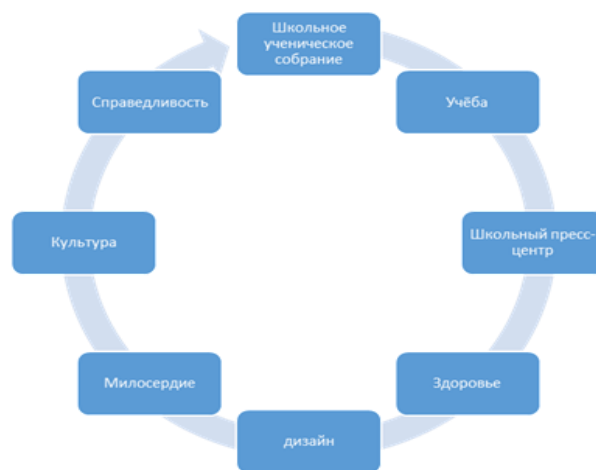 Школьное
ученическое
собрание
Учёба
Школьный пресс-
центр
Здоровье
дизайн
Милосердие
Культура
Справедливость